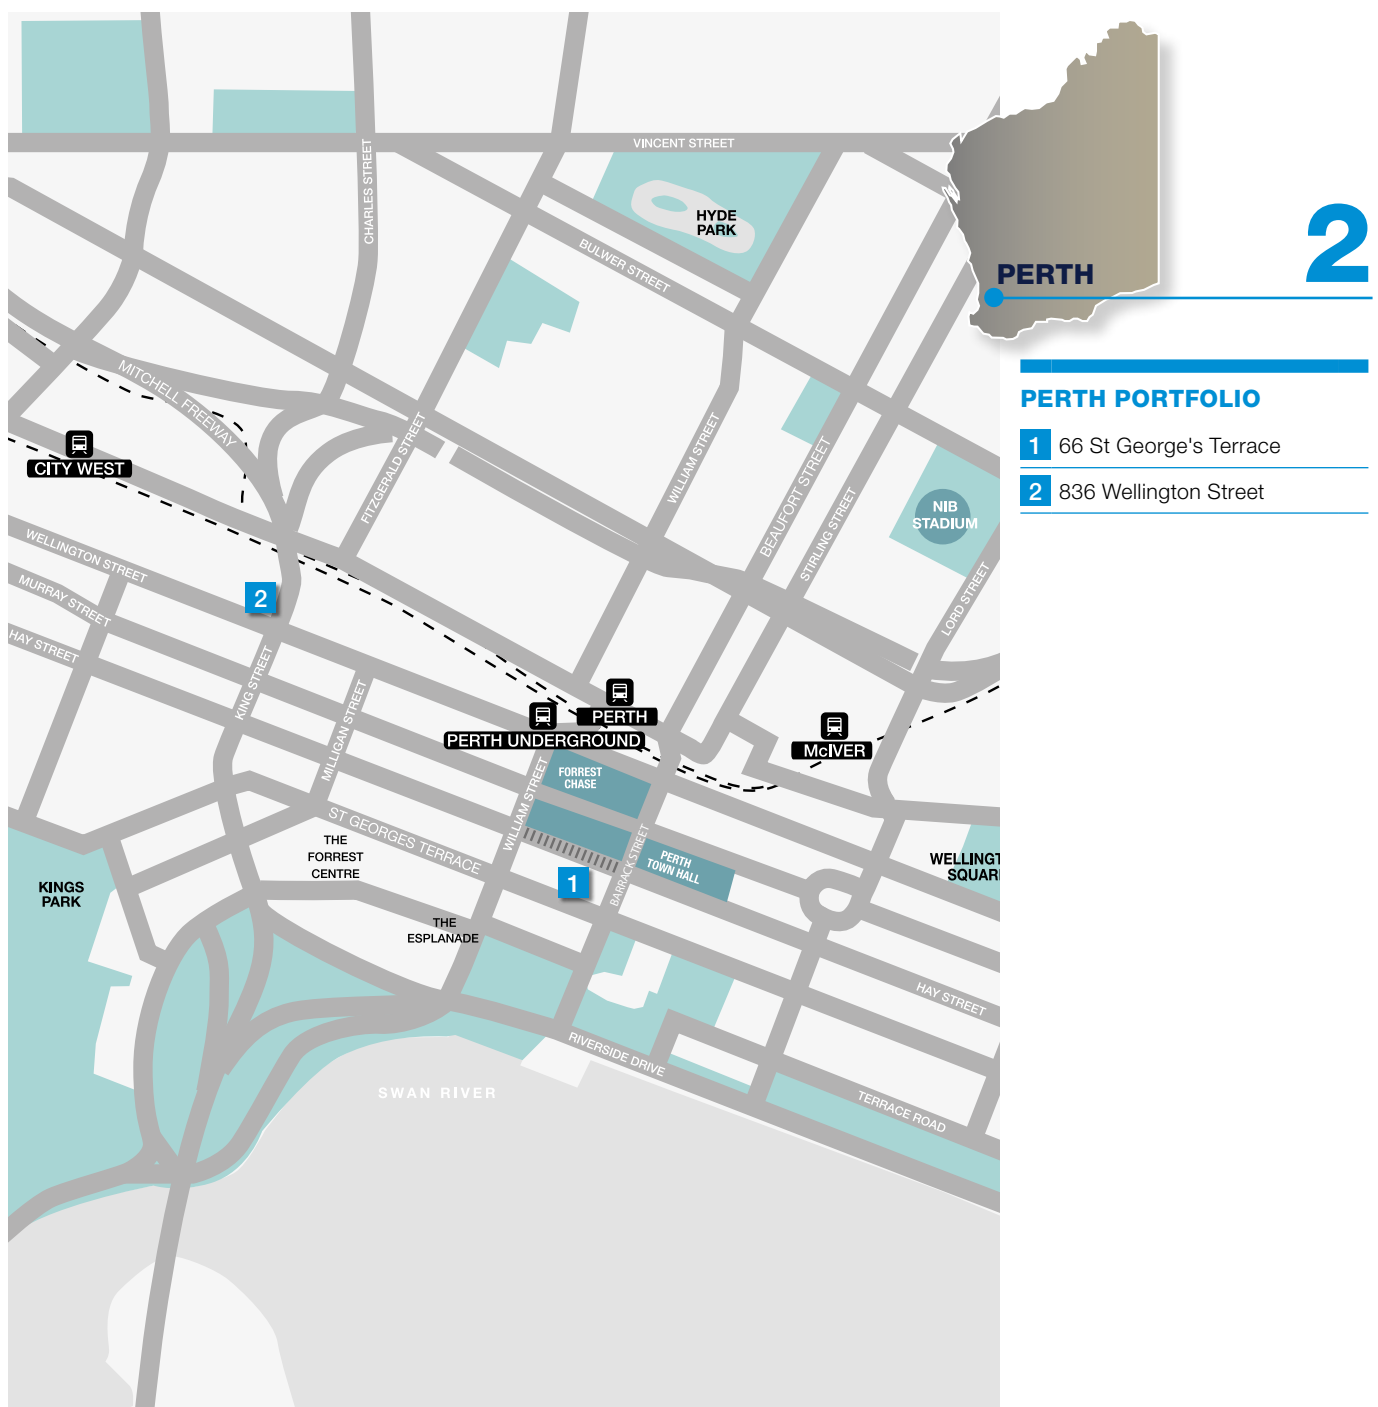 VINCENT STREET
CHARLES STREET
HYDE
PARK
BULWER STREET
2
PERTH
PERTH PORTFOLIO
1 66 St George's Terrace
2 836 Wellington Street
MITCHELL FREEWAY
CITY WEST
FITZGERALD STREET
WILLIAM STREET
BEAUFORT STREET
STIRLING STREET
NIB
STADIUM
LORD STREET
WELLINGTON STREET
MURRAY STREET
HAY STREET
2
KING STREET
MILLIGAN STREET
PERTH
PERTH UNDERGROUND
McIVER
FORREST
CHASE
WILLIAM STREET
BARRACK STREET
ST GEORGES TERRACE
THE
FORREST
CENTRE
PERTH
TOWN HALL
1
WELLINGT
SQUAR
KINGS
PARK
THE
ESPLANADE
HAY STREET
RIVERSIDE DRIVE
SWAN RIVER
TERRACE ROAD